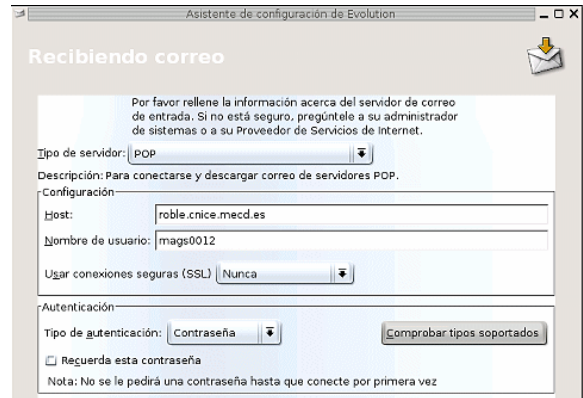 Asistente de configuración de Evolution
Recibiendo correo
Por favor rellene la información acerca del servidor de correo
de entrada. Si no está seguro, pregúntele a su administrador
de sistemas o a su Proveedor de Servicios de Internet.
Tipo de servidor: POP
Descripción: Para conectarse y descargar correo de servidores POP.
Configuración
Host: roble.cnice.mecd.es
Nombre de usuario: mags0012
Usar conexiones seguras (SSL) Nunca
Autenticación
Tipo de autenticación: Contraseña Comprobar tipos soportados
Recuerda esta contraseña
Nota: No se le pedirá una contraseña hasta que conecte por primera vez